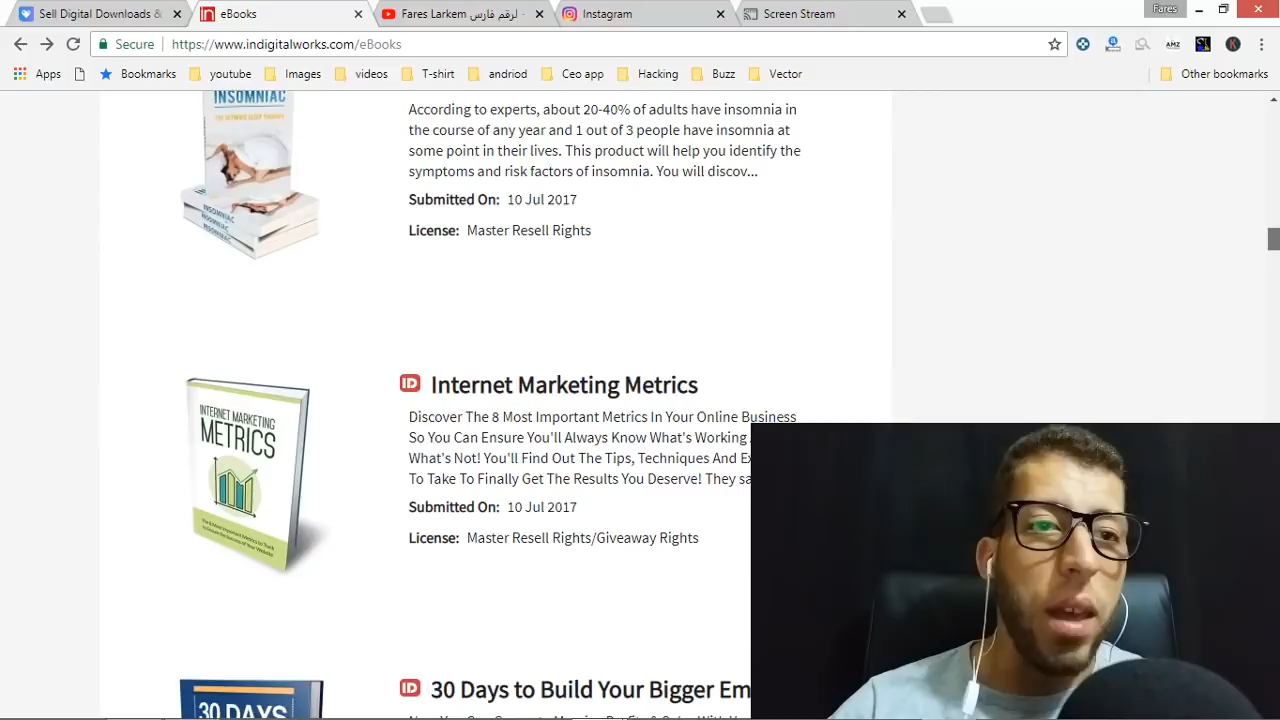 Sell Digital Downloads &
eBooks
Fares Larkem لرقم فارس -
Instagram
Screen Stream
Fares
Secure
https://www.indigitalworks.com/eBooks
AMZ
K
Apps
Bookmarks
youtube
Images
videos
T-shirt
andriod
Ceo app
Hacking
Buzz
Vector
Other bookmarks
INSOMNIAC
INSOMNIAC
INSOMNIAC
INSOMNIAC
According to experts, about 20-40% of adults have insomnia in
the course of any year and 1 out of 3 people have insomnia at
some point in their lives. This product will help you identify the
symptoms and risk factors of insomnia. You will discov...
Submitted On: 10 Jul 2017
License: Master Resell Rights
INTERNET MARKETING
METRICS
ID Internet Marketing Metrics
Discover The 8 Most Important Metrics In Your Online Business
So You Can Ensure You'll Always Know What's Working
What's Not! You'll Find Out The Tips, Techniques And Ex
To Take To Finally Get The Results You Deserve! They sa
Submitted On: 10 Jul 2017
License: Master Resell Rights/Giveaway Rights
30 DAYS
ID 30 Days to Build Your Bigger Em